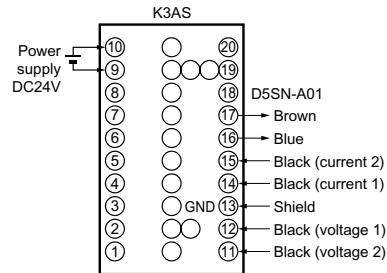 K3AS
Power
supply
DC24V
10
20
9
19
8
18
D5SN-A01
7
17
Brown
6
16
Blue
5
15
Black (current 2)
4
14
Black (current 1)
3
GND
13
Shield
2
12
Black (voltage 1)
1
11
Black (voltage 2)